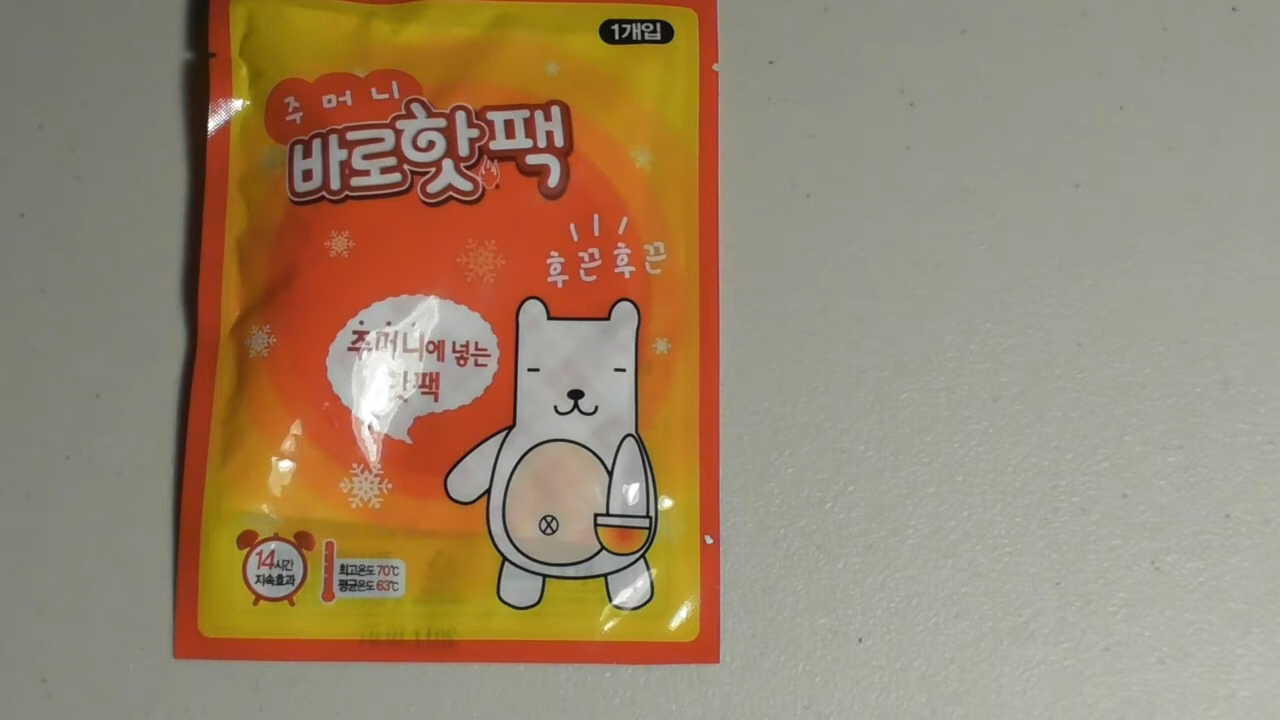 1개입
주머니
바로핫팩
후끈후끈
주머니에 넣는
핫팩
14시간
지속효과
최고온도 70℃
평균온도 63℃